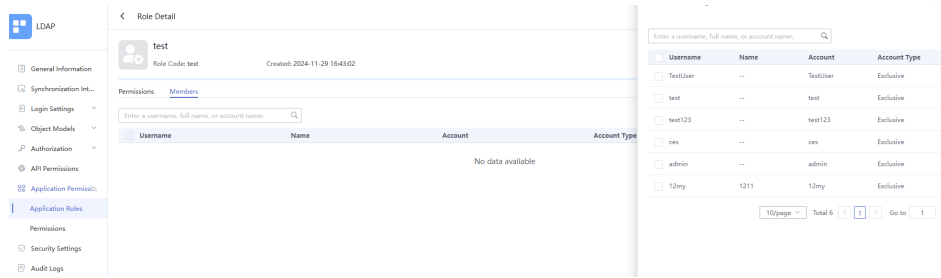 LDAP
General Information
Synchronization Int...
Login Settings
Object Models
Authorization
API Permissions
Application Permissic.
Application Roles
Permissions
Security Settings
Audit Logs
Role Detail
test
Role Code: test Created: 2024-11-29 16:43:02
Permissions Members
Enter a username, full name, or account name.
Username Name Account Account Type
No data available
Enter a username, full name, or account name.
Username Name Account Account Type
TestUser -- TestUser Exclusive
test -- test Exclusive
test123 -- test123 Exclusive
ces -- ces Exclusive
admin -- admin Exclusive
12my 1211 12my Exclusive
10/page Total 6 < 1 > Go to 1